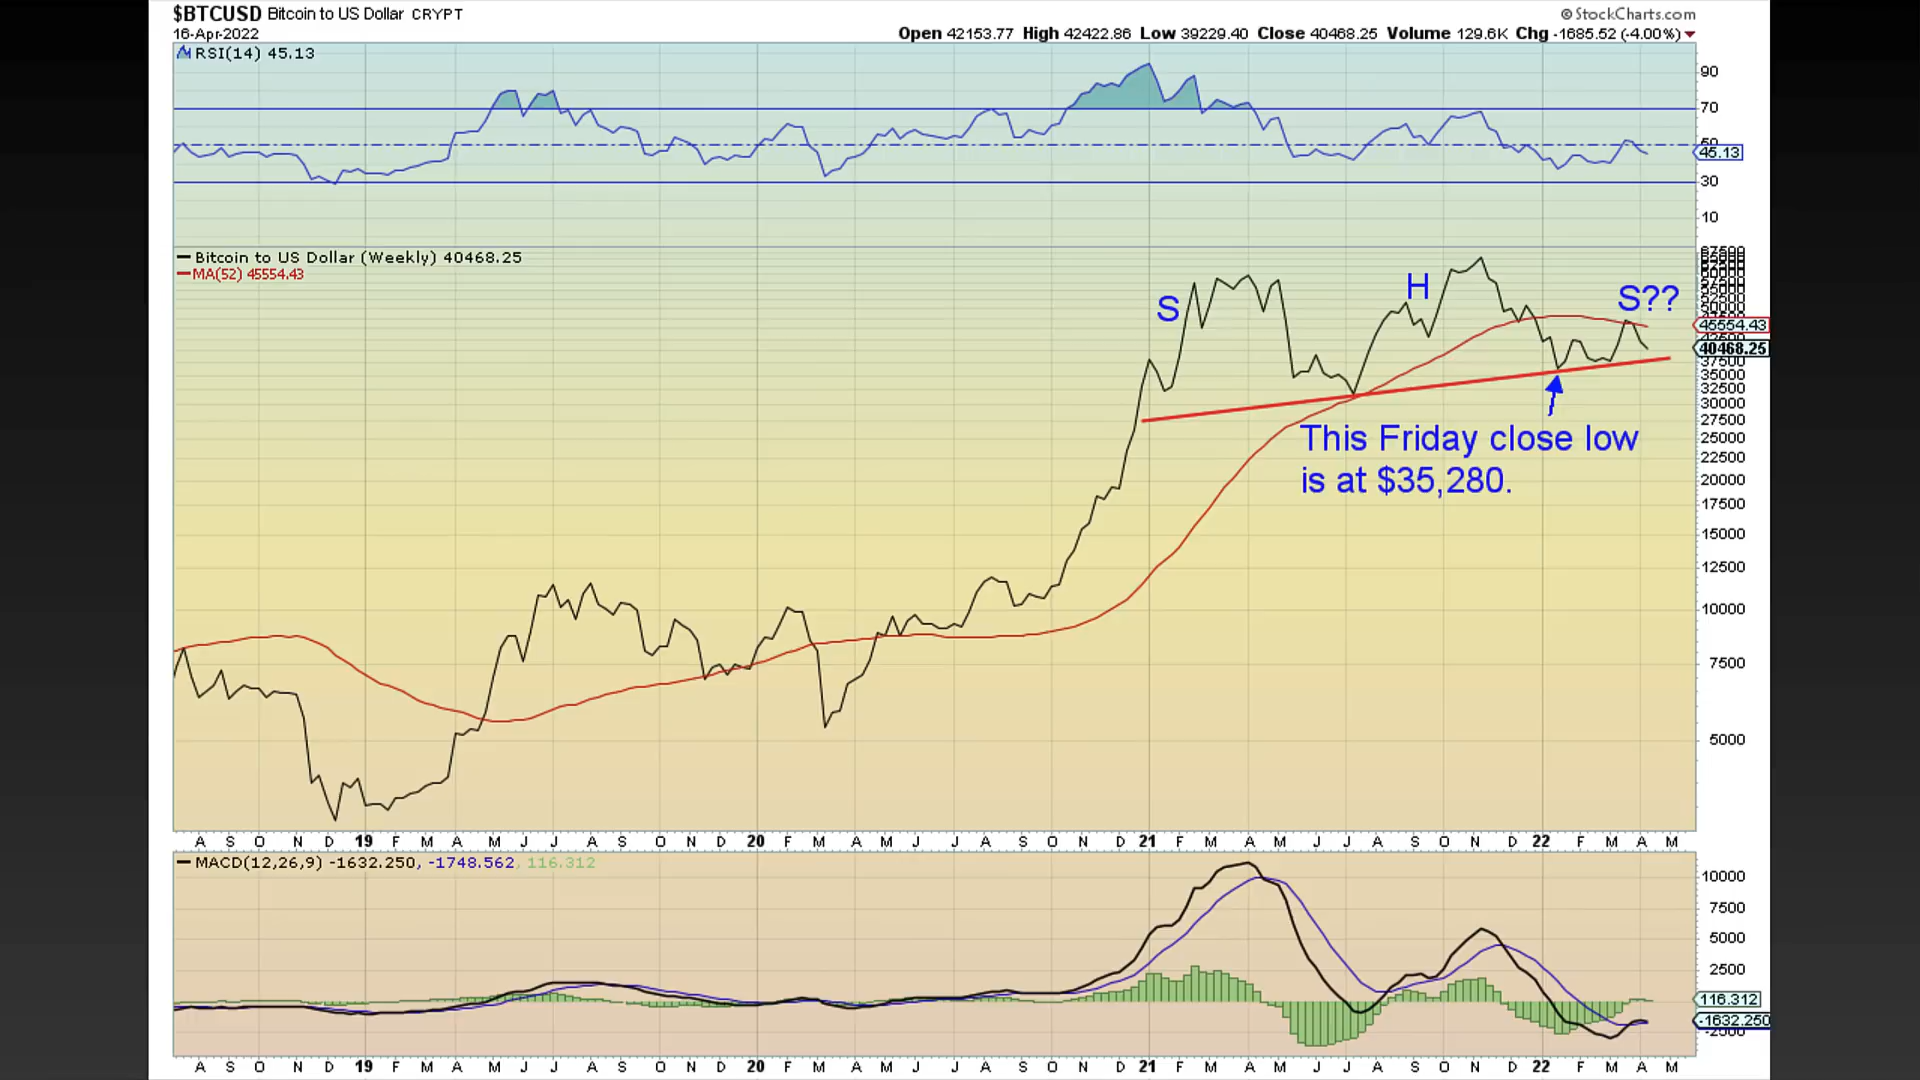 $BTCUSD Bitcoin to US Dollar CRYPT
© StockCharts.com
16-Apr-2022
Open 42153.77 High 42422.86 Low 39229.40 Close 40468.25 Volume 129.6K Chg -1685.52 (-4.00%)
RSI(14) 45.13
90
70
50
45.13
30
10
Bitcoin to US Dollar (Weekly) 40468.25
MA(52) 45554.43
S
H
S??
45554.43
40468.25
37500
35000
32500
30000
27500
25000
22500
20000
17500
15000
12500
10000
7500
5000
This Friday close low
is at $35,280.
A S O N D 19 F M A M J J A S O N D 20 F M A M J J A S O N D 21 F M A M J J A S O N D 22 F M A M
MACD(12,26,9) -1632.250, -1748.562, 116.312
10000
7500
5000
2500
116.312
-1632.250
A S O N D 19 F M A M J J A S O N D 20 F M A M J J A S O N D 21 F M A M J J A S O N D 22 F M A M